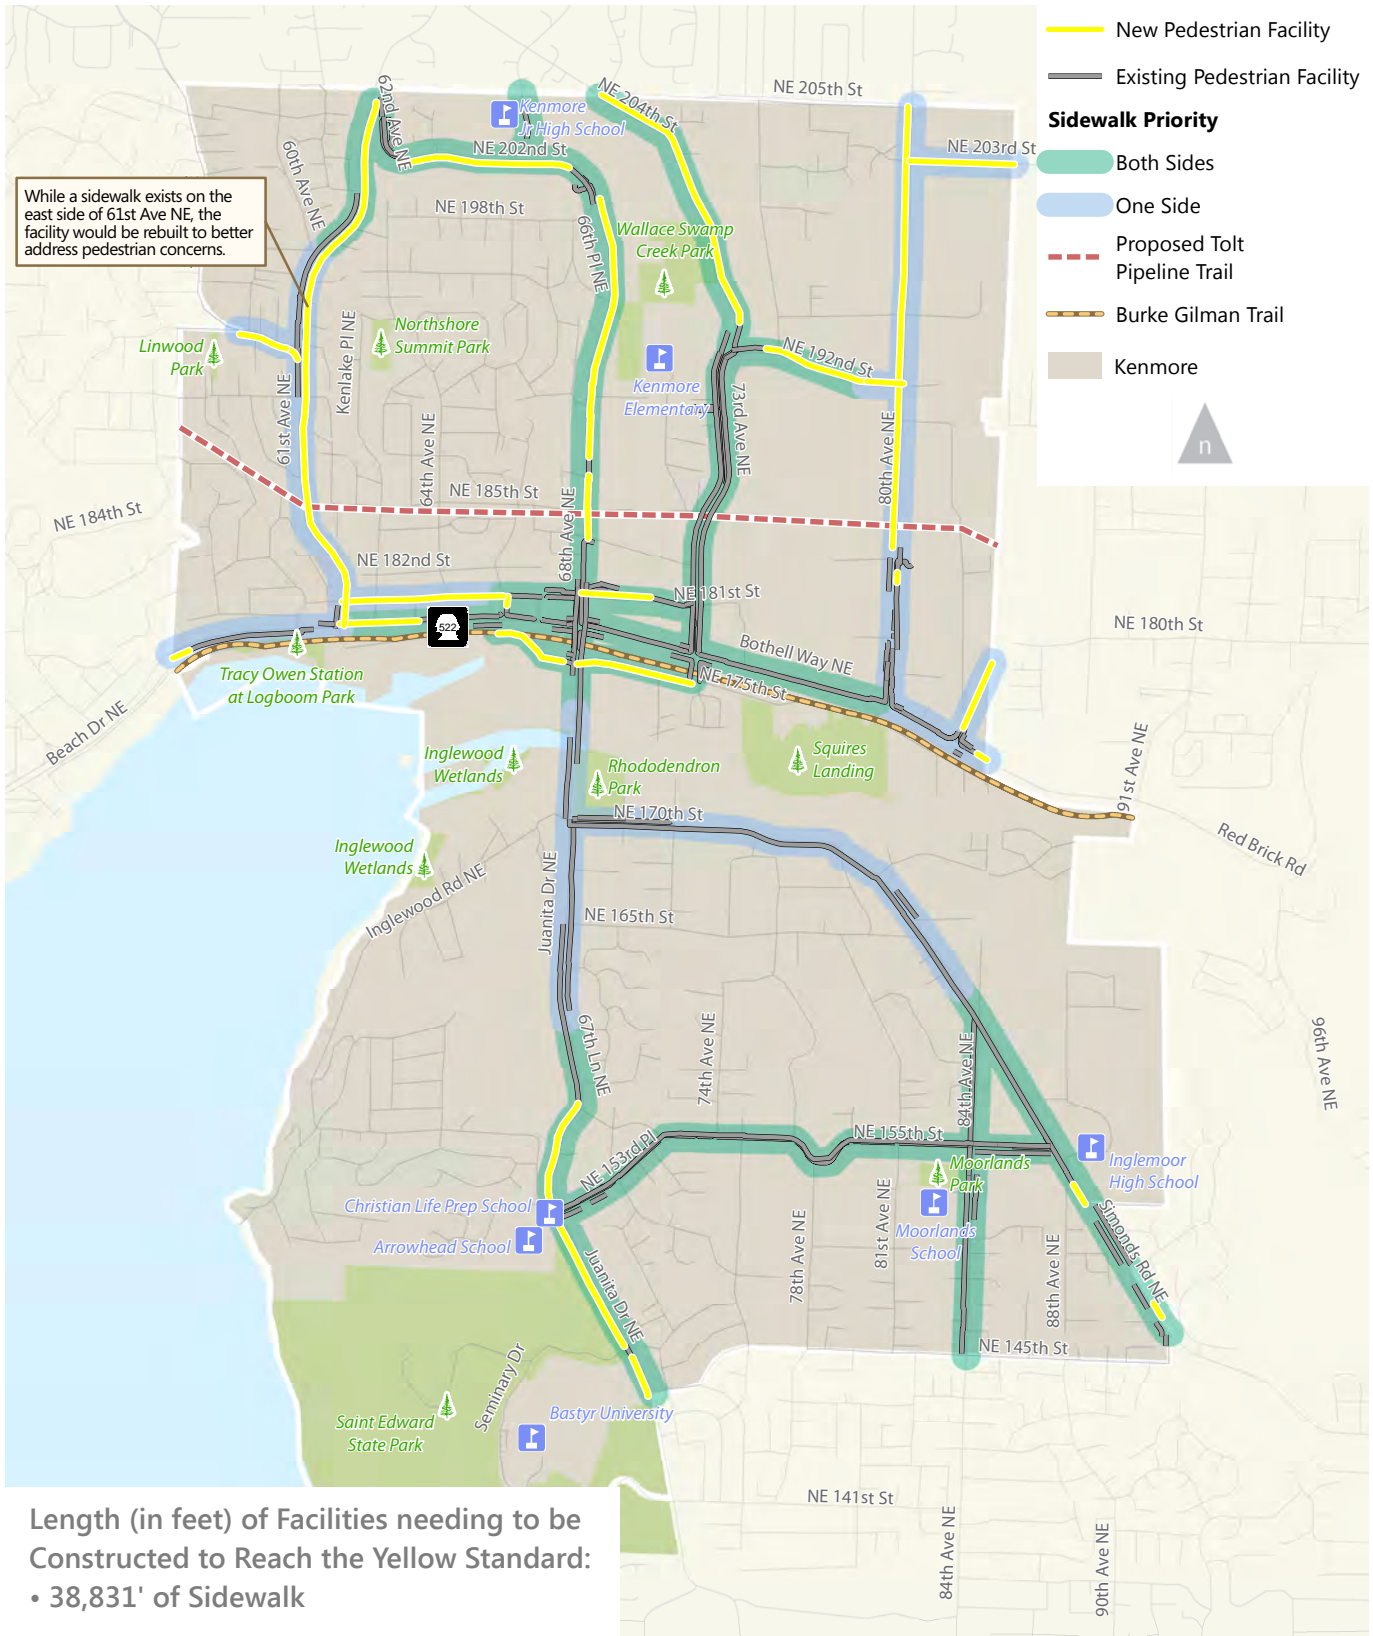 New Pedestrian Facility
Existing Pedestrian Facility
Sidewalk Priority
Both Sides
One Side
Proposed Tolt
Pipeline Trail
Burke Gilman Trail
Kenmore
n
While a sidewalk exists on the
east side of 61st Ave NE, the
facility would be rebuilt to better
address pedestrian concerns.
NE 205th St
NE 204th St
62nd Ave NE
Kenmore
Jr High School
NE 203rd St
NE 202nd St
60th Ave NE
NE 198th St
66th Pl NE
Wallace Swamp
Creek Park
Northshore
Summit Park
Linwood
Park
Kenlake Pl NE
61st Ave NE
Kenmore
Elementary
NE 192nd St
73rd Ave NE
64th Ave NE
80th Ave NE
NE 185th St
NE 184th St
68th Ave NE
NE 182nd St
NE 181st St
522
NE 180th St
Bothell Way NE
NE 175th St
Tracy Owen Station
at Logboom Park
Beach Dr NE
Inglewood
Wetlands
Rhododendron
Park
Squires
Landing
91st Ave NE
NE 170th St
Red Brick Rd
Inglewood
Wetlands
Inglewood Rd NE
Juanita Dr NE
NE 165th St
67th Ln NE
74th Ave NE
96th Ave NE
84th Ave NE
NE 155th St
NE 153rd Pl
Moorlands
Park
Inglemoor
High School
Christian Life Prep School
Arrowhead School
Moorlands
School
81st Ave NE
78th Ave NE
88th Ave NE
Simonds Rd NE
Juanita Dr NE
NE 145th St
Seminary Dr
Saint Edward
State Park
Bastyr University
NE 141st St
84th Ave NE
90th Ave NE
Length (in feet) of Facilities needing to be
Constructed to Reach the Yellow Standard:
• 38,831' of Sidewalk